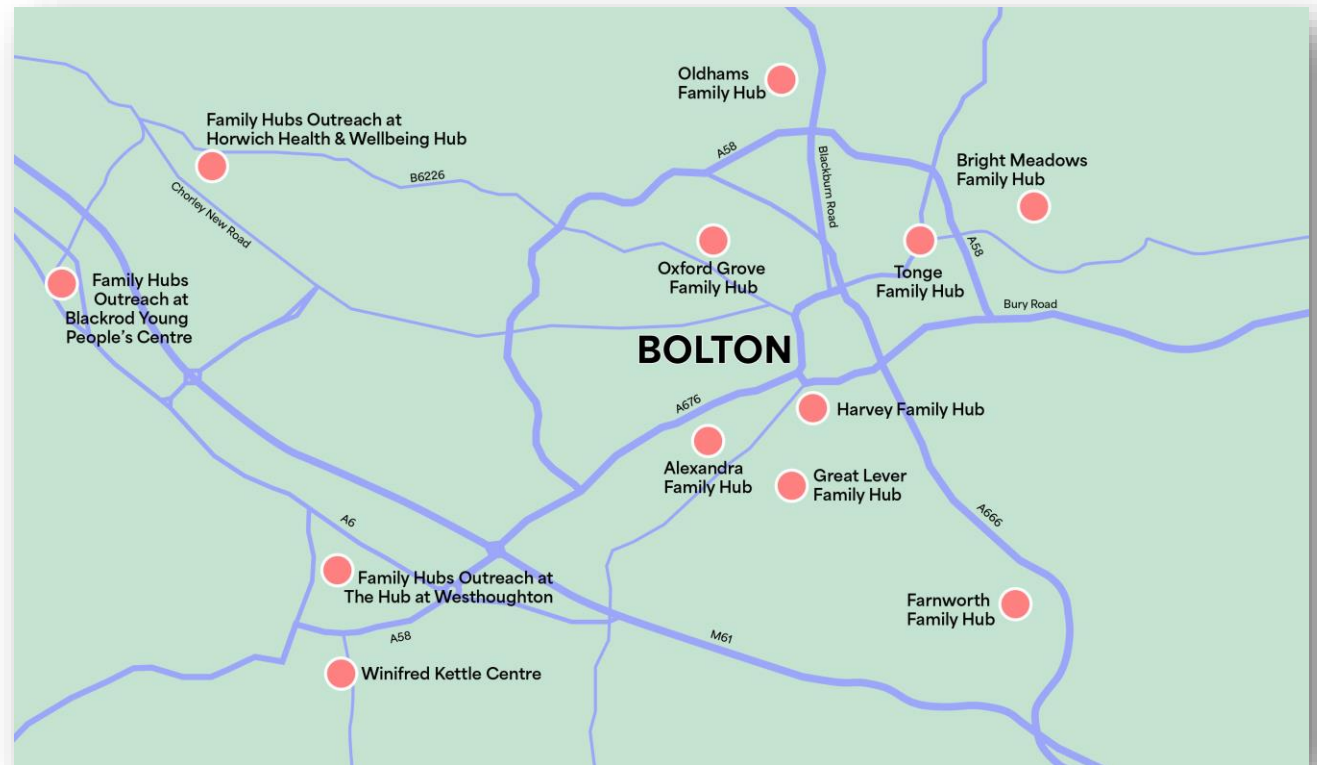 Oldhams
Family Hub
Family Hubs Outreach at
Horwich Health & Wellbeing Hub
A58
Blackburn Road
Bright Meadows
Family Hub
B6226
Chorley New Road
Oxford Grove
Family Hub
Tonge
Family Hub
A58
Family Hubs
Outreach at
Blackrod Young
People's Centre
Bury Road
BOLTON
A676
Harvey Family Hub
Alexandra
Family Hub
Great Lever
Family Hub
A666
A6
Family Hubs Outreach at
The Hub at Westhoughton
Farnworth
Family Hub
A58
M61
Winifred Kettle Centre